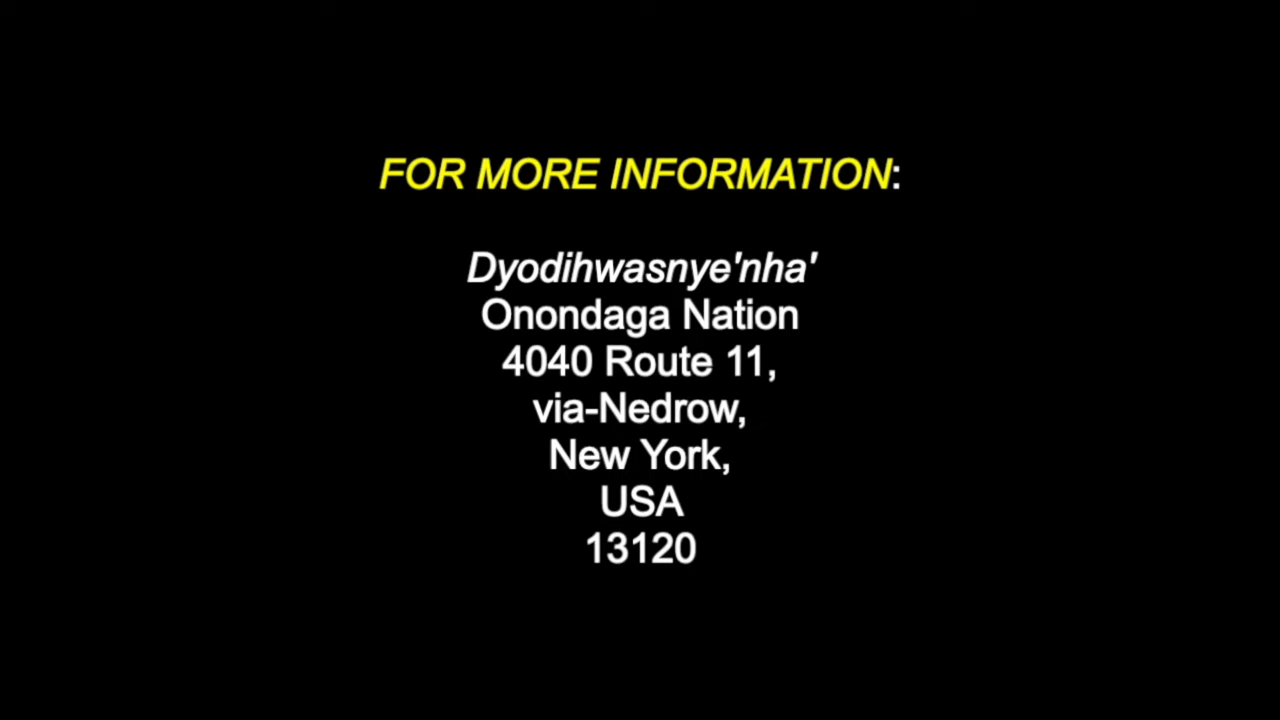 FOR MORE INFORMATION:
Dyodihwasnye'nha'
Onondaga Nation
4040 Route 11,
via-Nedrow,
New York,
USA
13120